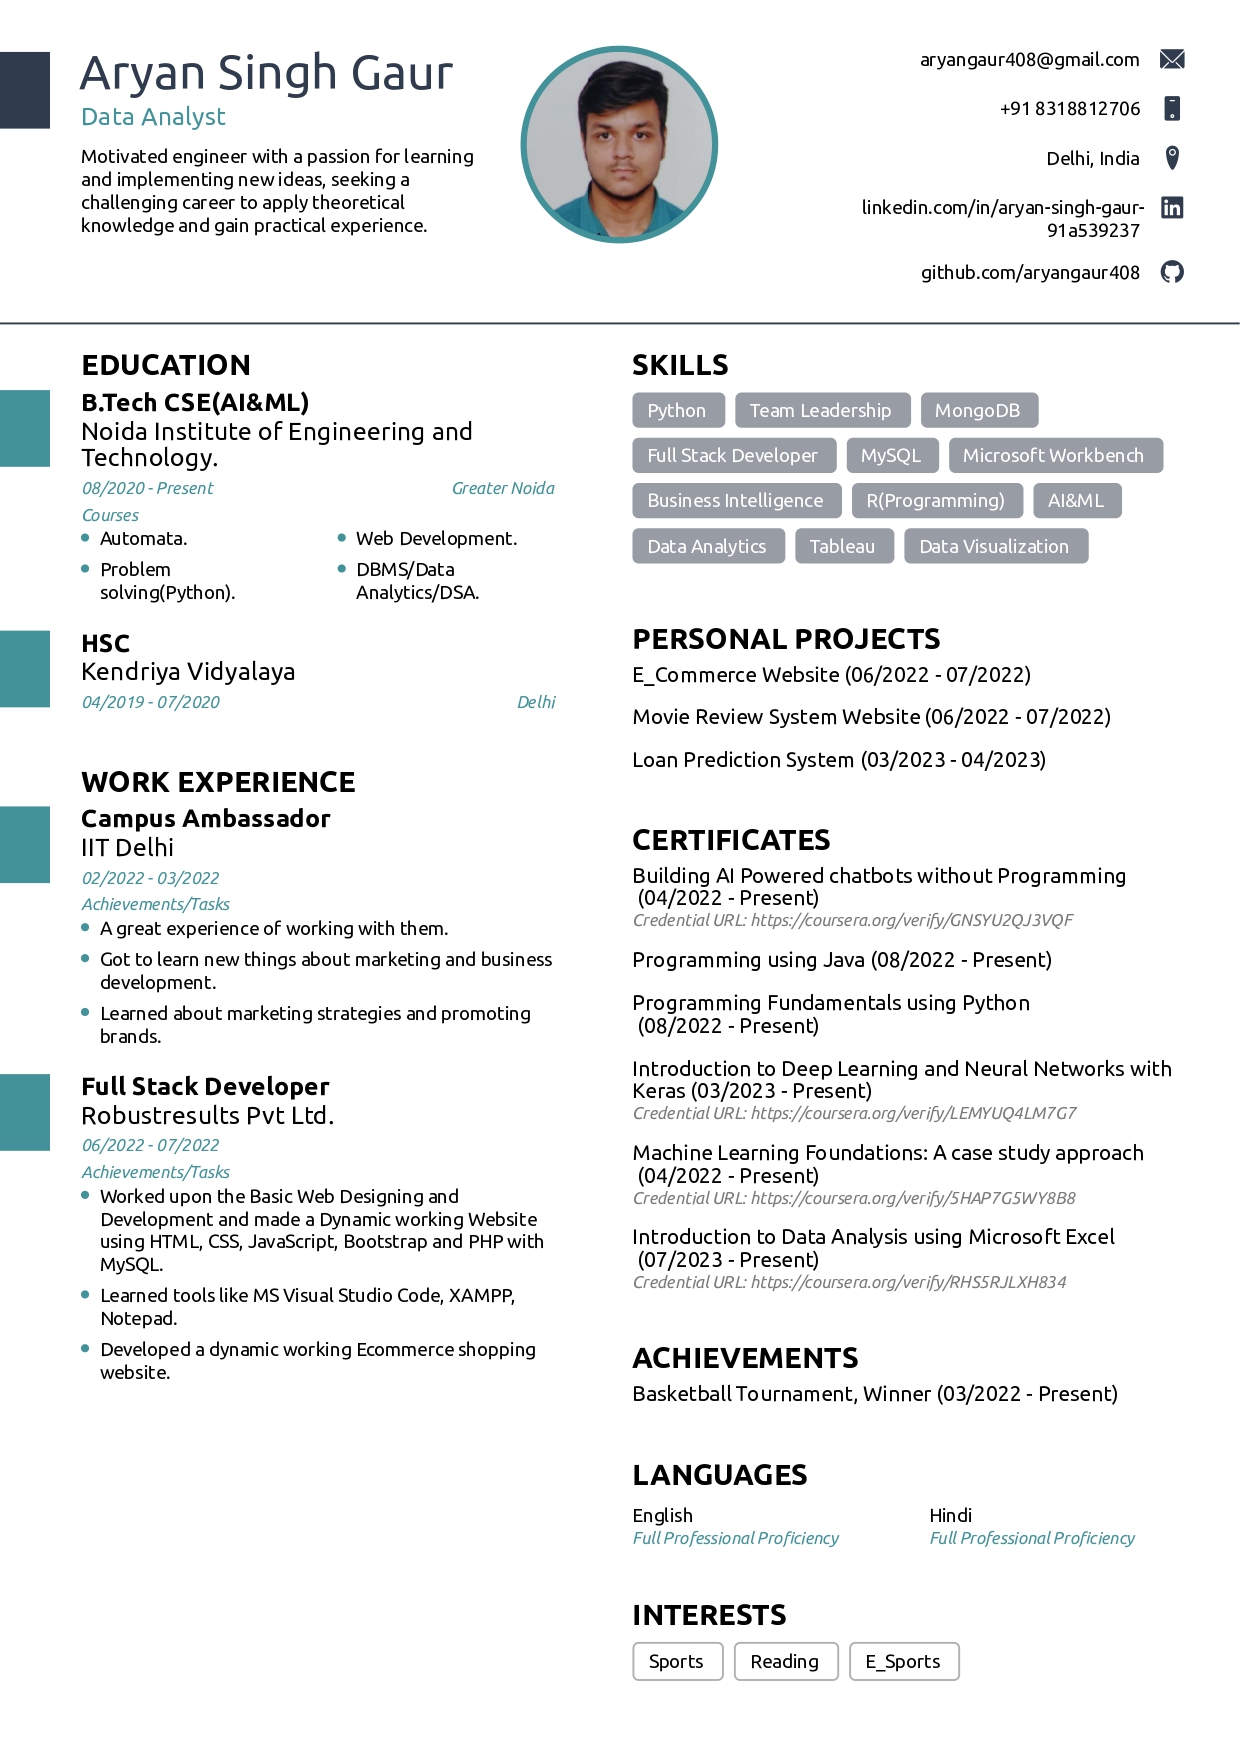 Aryan Singh Gaur
Data Analyst
Motivated engineer with a passion for learning
and implementing new ideas, seeking a
challenging career to apply theoretical
knowledge and gain practical experience.
aryangaur408@gmail.com
+91 8318812706
Delhi, India
linkedin.com/in/aryan-singh-gaur-
91a539237
github.com/aryangaur408
EDUCATION
B.Tech CSE(AI&ML)
Noida Institute of Engineering and
Technology.
08/2020 - Present Greater Noida
Courses
Automata.
Web Development.
Problem
solving(Python).
DBMS/Data
Analytics/DSA.
HSC
Kendriya Vidyalaya
04/2019 - 07/2020 Delhi
WORK EXPERIENCE
Campus Ambassador
IIT Delhi
02/2022 - 03/2022
Achievements/Tasks
A great experience of working with them.
Got to learn new things about marketing and business
development.
Learned about marketing strategies and promoting
brands.
Full Stack Developer
Robustresults Pvt Ltd.
06/2022 - 07/2022
Achievements/Tasks
Worked upon the Basic Web Designing and
Development and made a Dynamic working Website
using HTML, CSS, JavaScript, Bootstrap and PHP with
MySQL.
Learned tools like MS Visual Studio Code, XAMPP,
Notepad.
Developed a dynamic working Ecommerce shopping
website.
SKILLS
Python Team Leadership MongoDB
Full Stack Developer MySQL Microsoft Workbench
Business Intelligence R(Programming) AI&ML
Data Analytics Tableau Data Visualization
PERSONAL PROJECTS
E_Commerce Website (06/2022 - 07/2022)
Movie Review System Website (06/2022 - 07/2022)
Loan Prediction System (03/2023 - 04/2023)
CERTIFICATES
Building AI Powered chatbots without Programming
(04/2022 - Present)
Credential URL: https://coursera.org/verify/GNSYU2QJ3VQF
Programming using Java (08/2022 - Present)
Programming Fundamentals using Python
(08/2022 - Present)
Introduction to Deep Learning and Neural Networks with
Keras (03/2023 - Present)
Credential URL: https://coursera.org/verify/LEMYUQ4LM7G7
Machine Learning Foundations: A case study approach
(04/2022 - Present)
Credential URL: https://coursera.org/verify/5HAP7G5WY8B8
Introduction to Data Analysis using Microsoft Excel
(07/2023 - Present)
Credential URL: https://coursera.org/verify/RHS5RJLXH834
ACHIEVEMENTS
Basketball Tournament, Winner (03/2022 - Present)
LANGUAGES
English Hindi
Full Professional Proficiency Full Professional Proficiency
INTERESTS
Sports Reading E_Sports